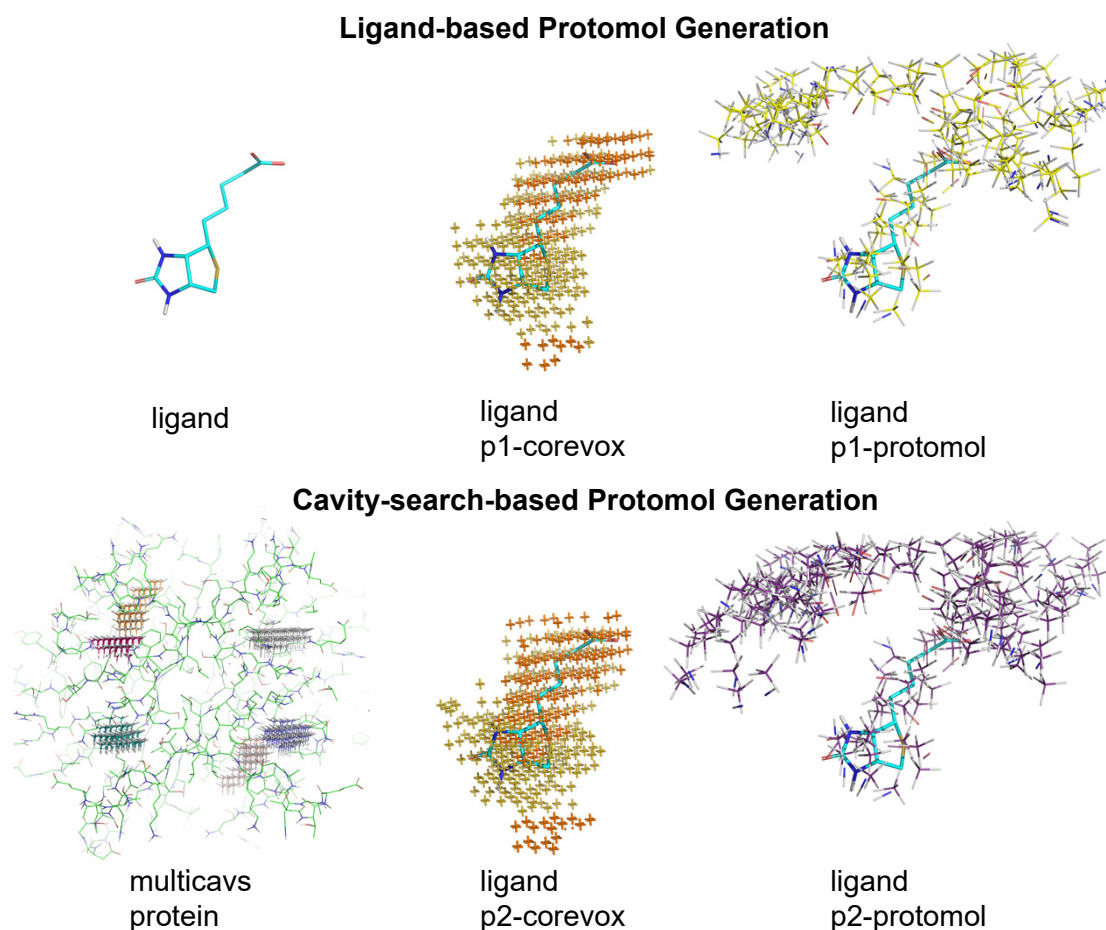 Ligand-based Protomol Generation
ligand
ligand
p1-corevox
ligand
p1-protomol
Cavity-search-based Protomol Generation
multicavs
protein
ligand
p2-corevox
ligand
p2-protomol